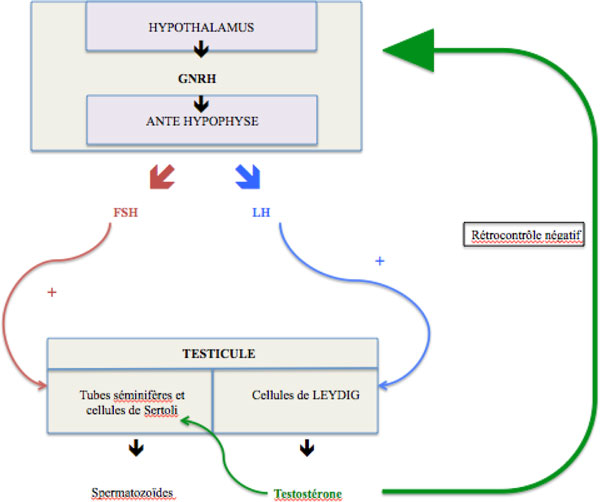 HYPOTHALAMUS
GNRH
ANTE HYPOPHYSE
FSH
LH
Rétrocontrôle négatif
+
+
TESTICULE
Tubes séminifères et
cellules de Sertoli
Cellules de LEYDIG
Spermatozoïdes
Testostérone